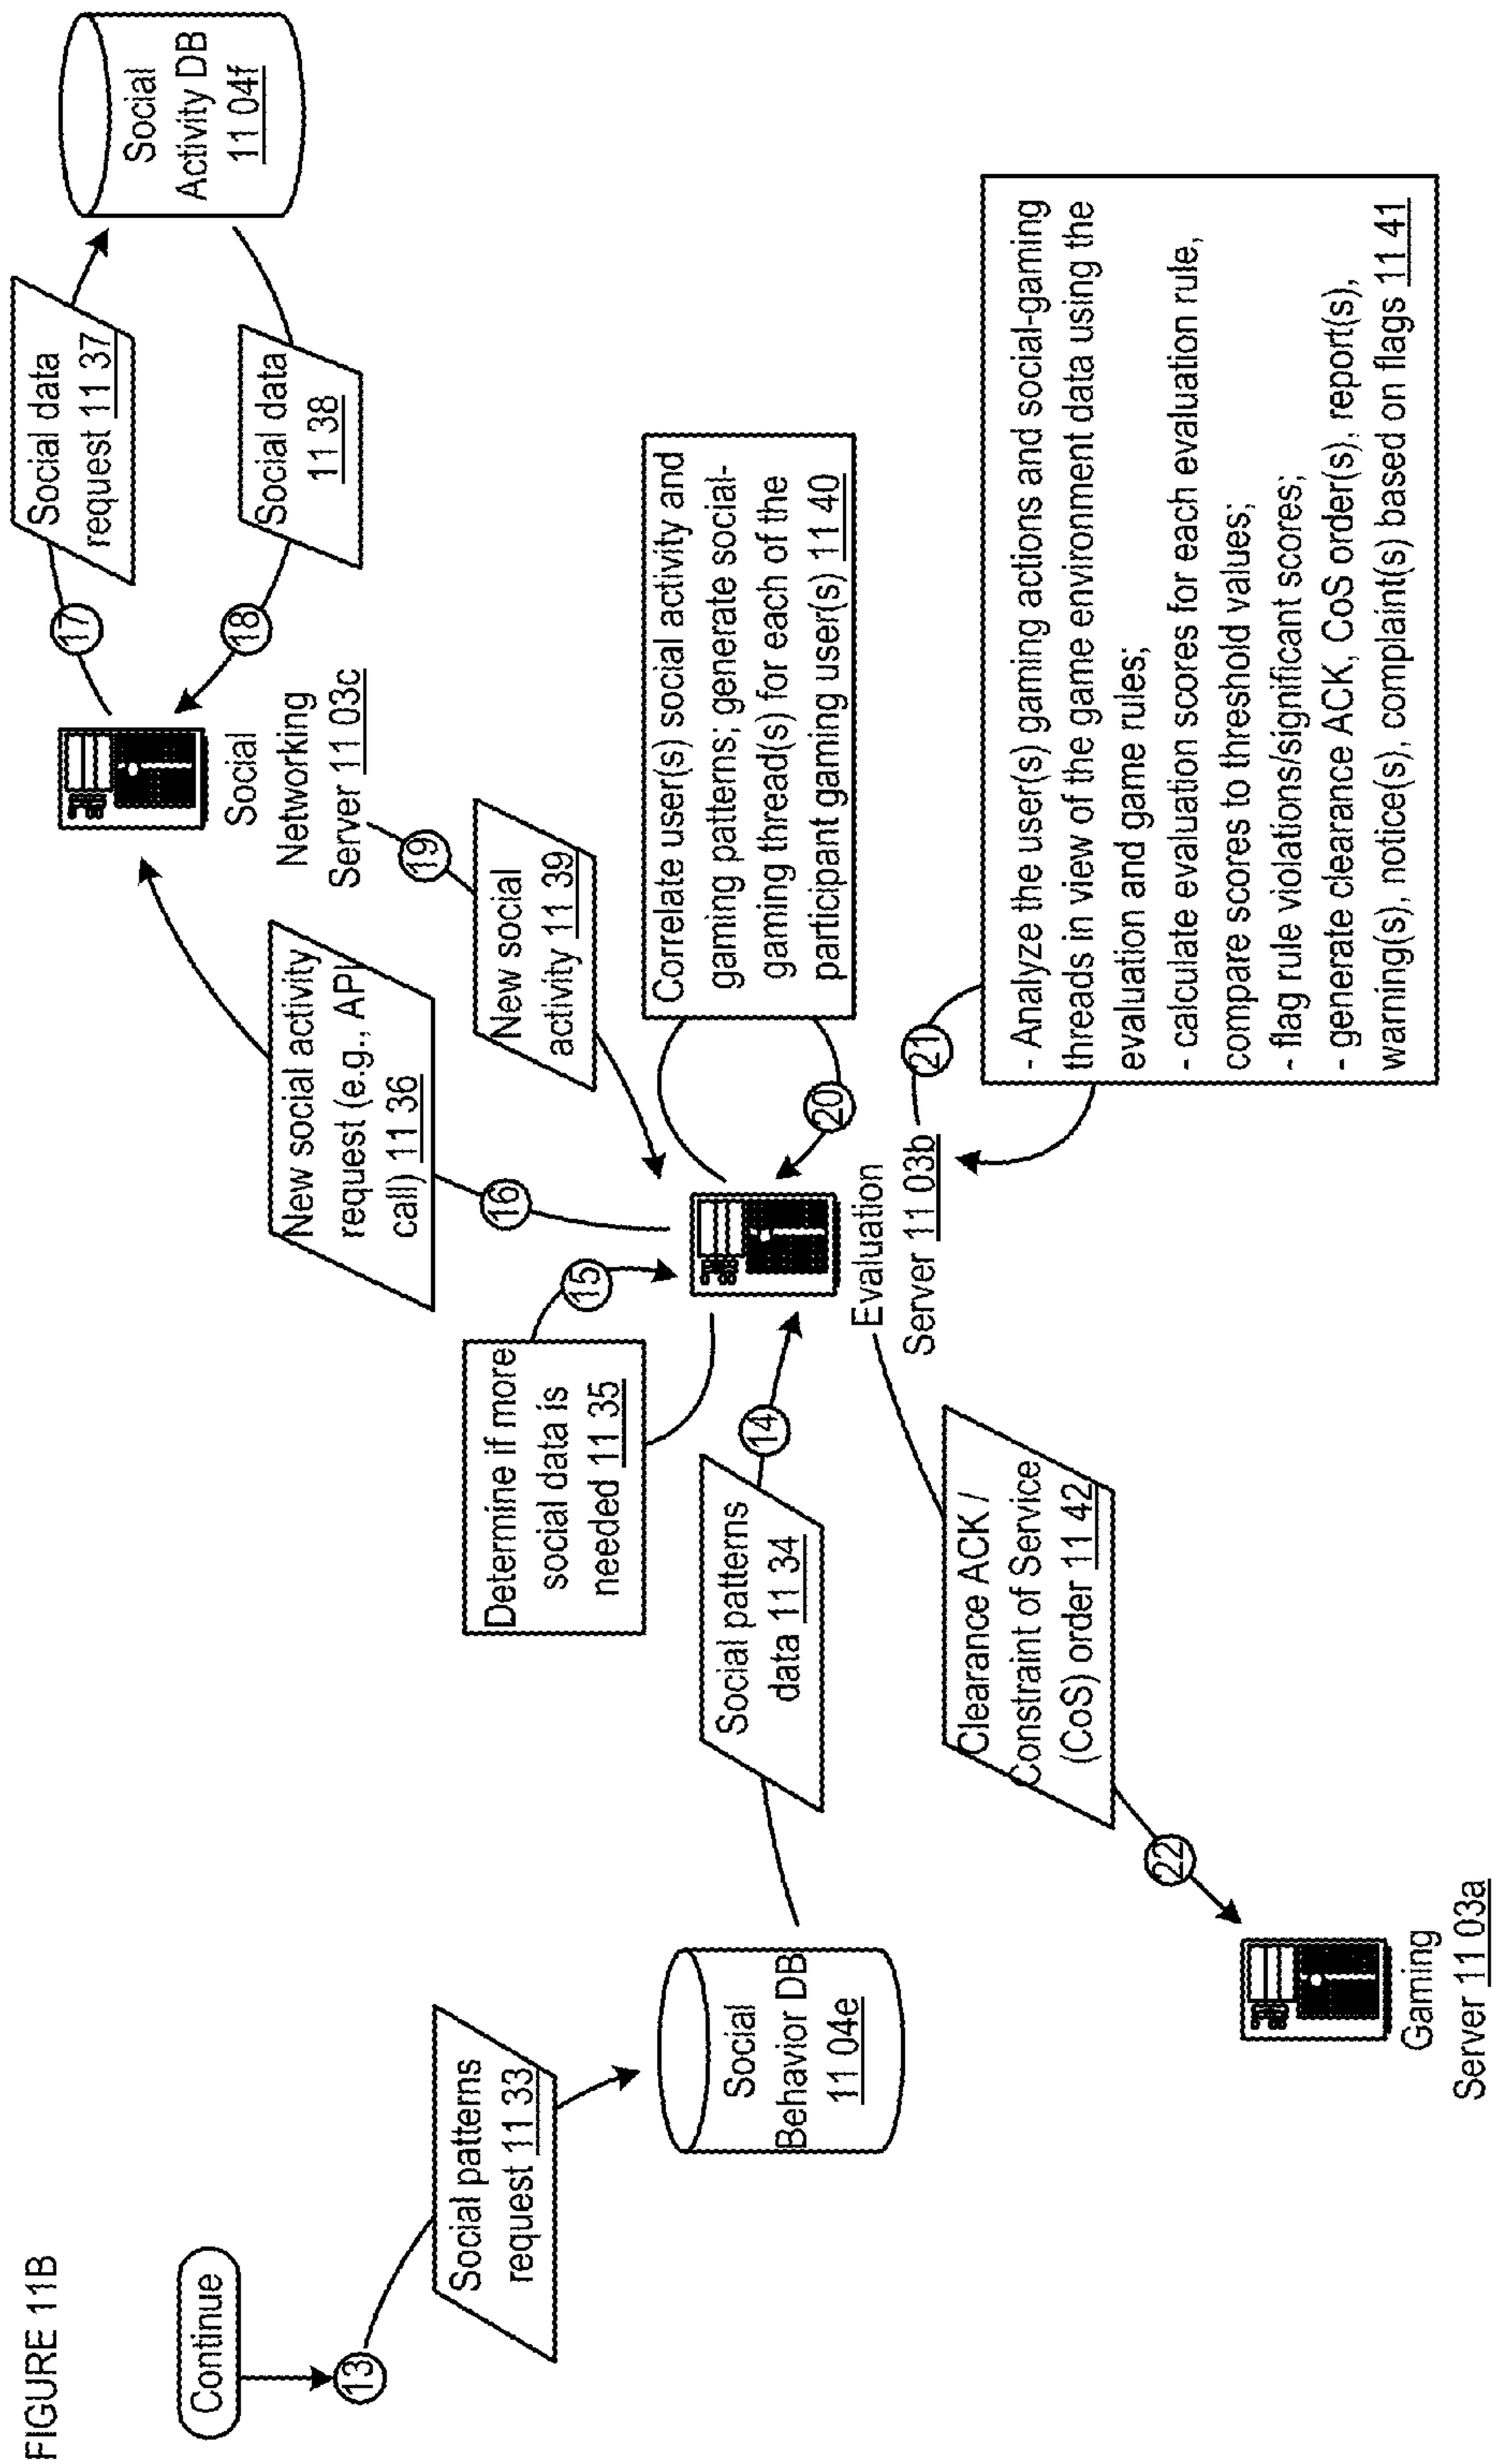 FIGURE 11B
Continue
13
Social patterns
request 11 33
Social
Behavior DB
11 04e
Social patterns
data 11 34
14
Determine if more
social data is
needed 11 35
15
Evaluation
Server 11 03b
16
New social activity
request (e.g., API
call) 11 36
Social
Networking
Server 11 03c
17
Social data
request 11 37
Social
Activity DB
11 04f
Social data
11 38
18
19
New social
activity 11 39
Correlate user(s) social activity and
gaming patterns; generate social-
gaming thread(s) for each of the
participant gaming user(s) 11 40
20
21
- Analyze the user(s) gaming actions and social-gaming
threads in view of the game environment data using the
evaluation and game rules;
- calculate evaluation scores for each evaluation rule,
compare scores to threshold values;
- flag rule violations/significant scores;
- generate clearance ACK, CoS order(s), report(s),
warning(s), notice(s), complaint(s) based on flags 11 41
Clearance ACK /
Constraint of Service
(CoS) order 11 42
22
Gaming
Server 11 03a